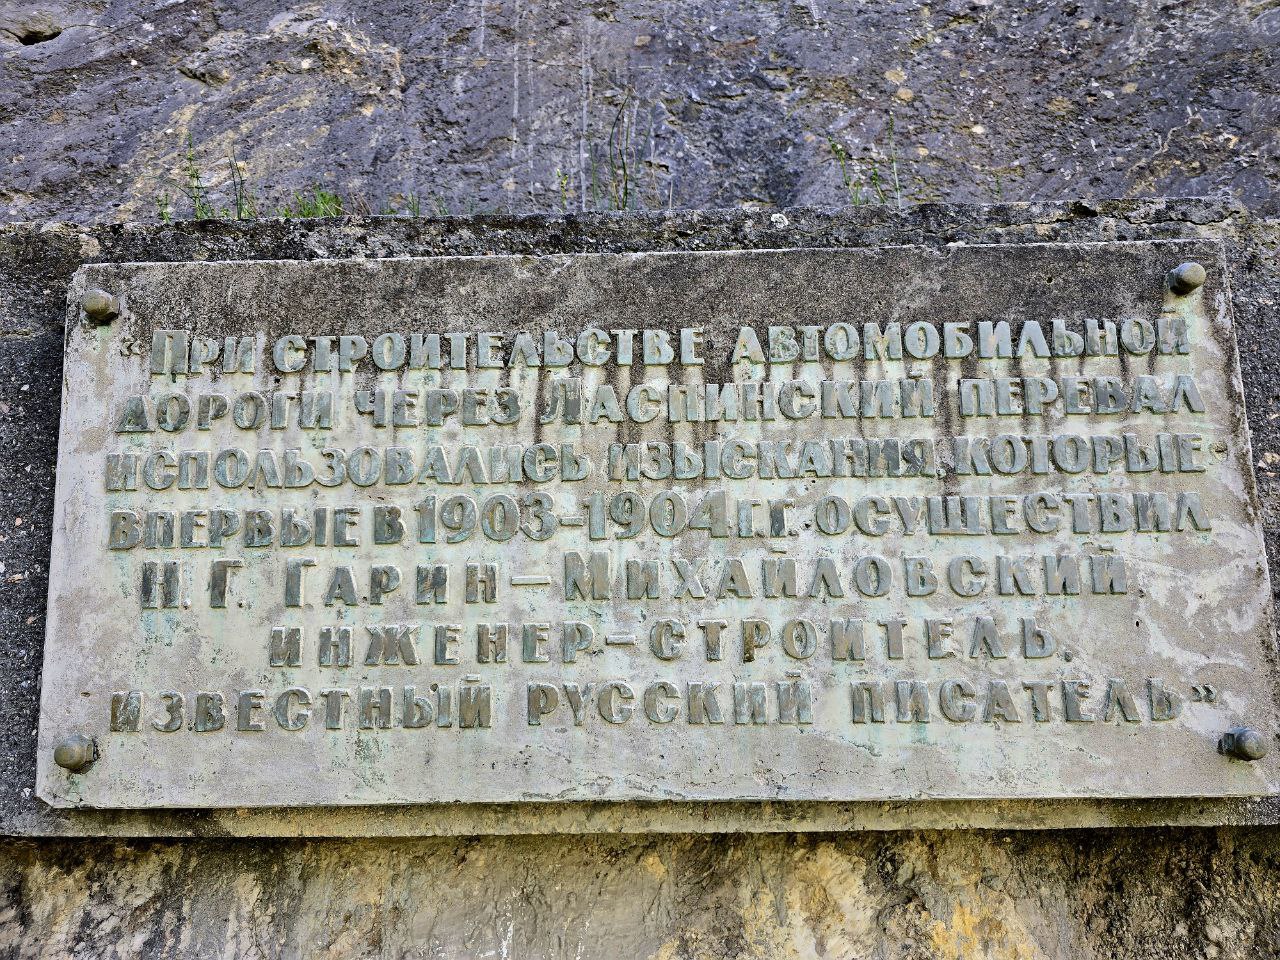 „При строительстве автомобильной
дороги через Ласпинский перевал
использовались изыскания, которые
впервые в 1903-1904 г.г. осуществил
Н.Г. Гарин – Михайловский
инженер-строитель,
известный русский писатель“